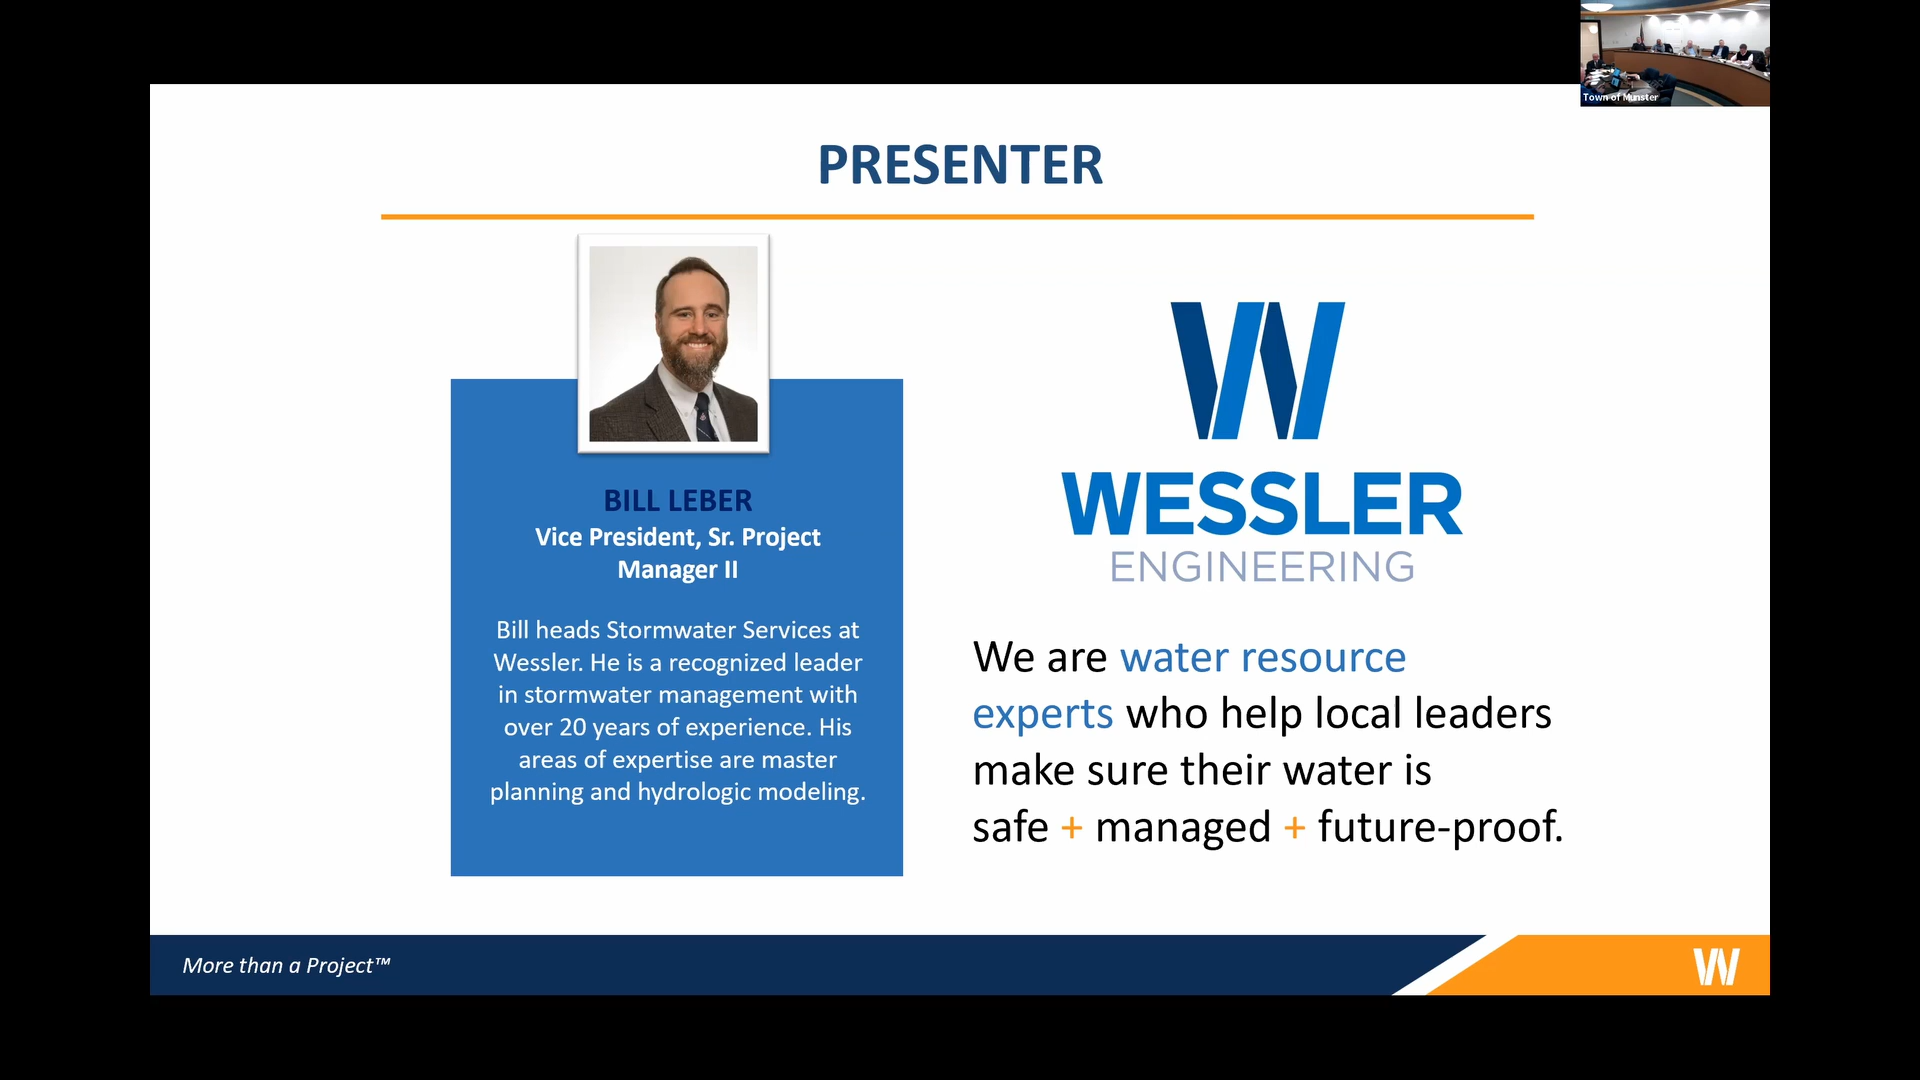 Town of Munster
PRESENTER
BILL LEBER
Vice President, Sr. Project
Manager II
Bill heads Stormwater Services at
Wessler. He is a recognized leader
in stormwater management with
over 20 years of experience. His
areas of expertise are master
planning and hydrologic modeling.
W
WESSLER
ENGINEERING
We are water resource
experts who help local leaders
make sure their water is
safe + managed + future-proof.
More than a Project™
W